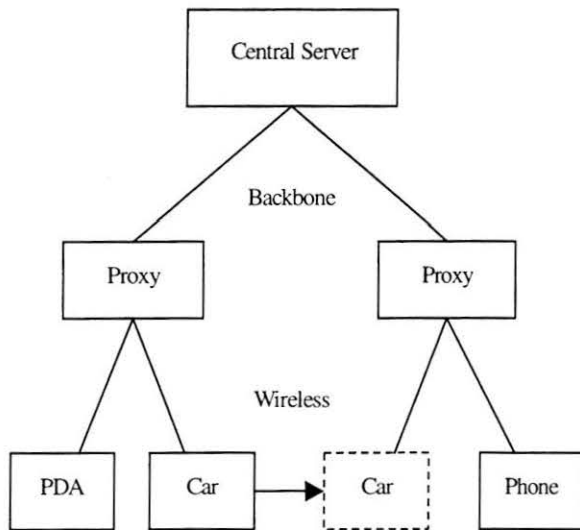 Central Server
Backbone
Proxy
Proxy
Wireless
PDA
Car
Car
Phone